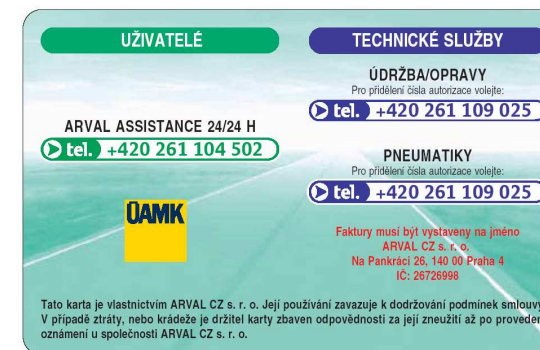 UŽIVATELÉ
ARVAL ASSISTANCE 24/24 H
tel. +420 261 104 502
ÚAMK
TECHNICKÉ SLUŽBY
ÚDRŽBA/OPRAVY
Pro přidělení čísla autorizace volejte:
tel. +420 261 109 025
PNEUMATIKY
Pro přidělení čísla autorizace volejte:
tel. +420 261 109 025
Faktury musí být vystaveny na jméno
ARVAL CZ s. r. o.
Na Pankráci 26, 140 00 Praha 4
IČ: 26726998
Tato karta je vlastnictvím ARVAL CZ s. r. o. Její používání zavazuje k dodržování podmínek smlouvy
V případě ztráty, nebo krádeže je držitel karty zbaven odpovědnosti za její zneužití až po proveden
oznámení u společnosti ARVAL CZ s. r. o.